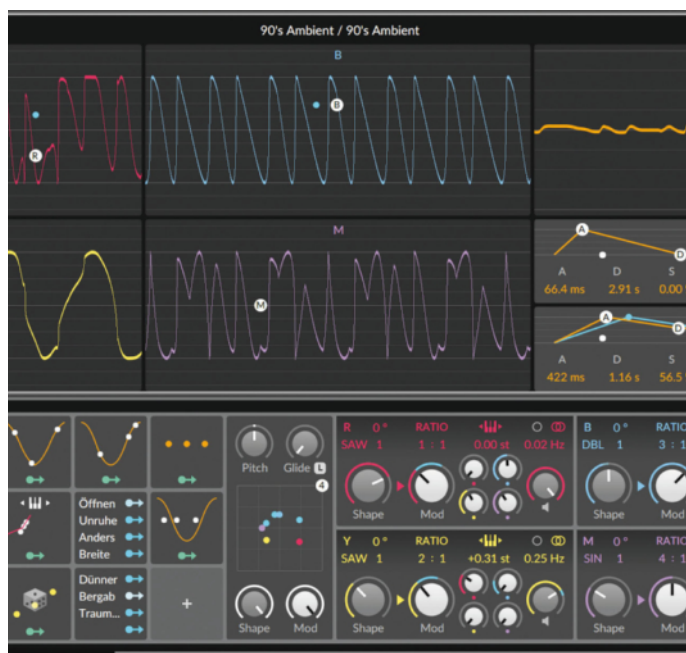 90's Ambient / 90's Ambient
B
B
R
M
M
A
D
A D S
66.4 ms 2.91 s 0.00
A
D
A D S
422 ms 1.16 s 56.5
Öffnen
Unruhe
Anders
Breite
Dünner
Bergab
Traum...
+
Pitch Glide L
4
Shape Mod
R 0° RATIO
SAW 1 1 : 1 0.00 st 0.02 Hz
Shape Mod
Y 0° RATIO
SAW 1 2 : 1 +0.31 st 0.25 Hz
Shape Mod
B 0° RATIO
DBL 1 3 : 1
Shape Mod
M 0° RATIO
SIN 1 4 : 1
Shape Mod